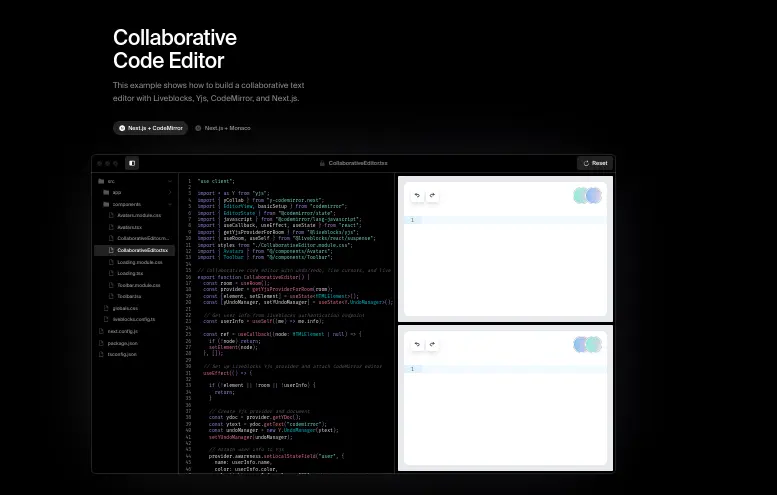 Collaborative
Code Editor
This example shows how to build a collaborative text
editor with Liveblocks, Yjs, CodeMirror, and Next.js.
Next.js + CodeMirror
Next.js + Monaco
CollaborativeEditor.tsx
Reset
src
app
components
Avatars.module.css
Avatars.tsx
CollaborativeEditor.m...
CollaborativeEditor.tsx
Loading.module.css
Loading.tsx
Toolbar.module.css
Toolbar.tsx
globals.css
liveblocks.config.ts
next.config.js
package.json
tsconfig.json
1 "use client";
2
3 import * as Y from "yjs";
4 import { yCollab } from "y-codemirror.next";
5 import { EditorView, basicSetup } from "codemirror";
6 import { EditorState } from "@codemirror/state";
7 import { javascript } from "@codemirror/lang-javascript";
8 import { useCallback, useEffect, useState } from "react";
9 import { getYjsProviderForRoom } from "@liveblocks/yjs";
10 import { useRoom, useSelf } from "@liveblocks/react/suspense";
11 import styles from "./CollaborativeEditor.module.css";
12 import { Avatars } from "@/components/Avatars";
13 import { Toolbar } from "@/components/Toolbar";
14
15 // Collaborative code editor with undo/redo, live cursors, and live
16 export function CollaborativeEditor() {
17 const room = useRoom();
18 const provider = getYjsProviderForRoom(room);
19 const [element, setElement] = useState<HTMLElement>();
20 const [yUndoManager, setYUndoManager] = useState<Y.UndoManager>();
21
22 // Get user info from Liveblocks authentication endpoint
23 const userInfo = useSelf((me) => me.info);
24
25 const ref = useCallback((node: HTMLElement | null) => {
26 if (!node) return;
27 setElement(node);
28 }, []);
29
30 // Set up Liveblocks Yjs provider and attach CodeMirror editor
31 useEffect(() => {
32
33 if (!element || !room || !userInfo) {
34 return;
35 }
36
37 // Create Yjs provider and document
38 const ydoc = provider.getYDoc();
39 const ytext = ydoc.getText("codemirror");
40 const undoManager = new Y.UndoManager(ytext);
41 setYUndoManager(undoManager);
42
43 // Attach user info to Yjs
44 provider.awareness.setLocalStateField("user", {
45 name: userInfo.name,
46 color: userInfo.color,
1
1